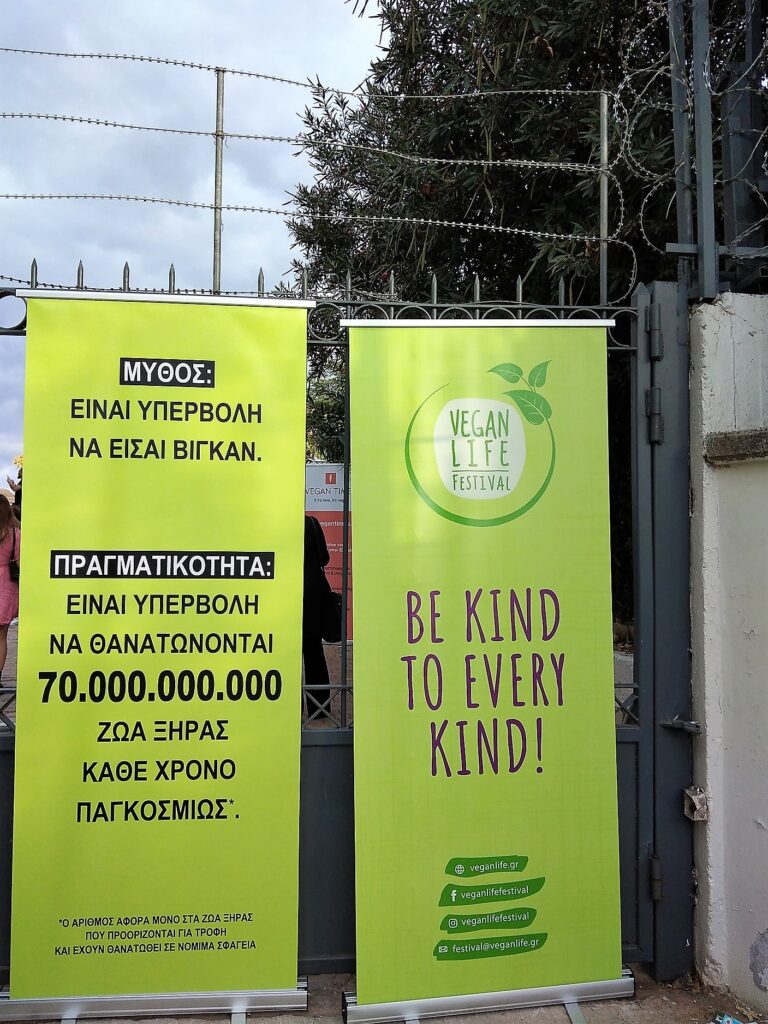 ΜΥΘΟΣ:
ΕΙΝΑΙ ΥΠΕΡΒΟΛΗ
ΝΑ ΕΙΣΑΙ ΒΙΓΚΑΝ.
ΠΡΑΓΜΑΤΙΚΟΤΗΤΑ:
ΕΙΝΑΙ ΥΠΕΡΒΟΛΗ
ΝΑ ΘΑΝΑΤΩΝΟΝΤΑΙ
70.000.000.000
ΖΩΑ ΞΗΡΑΣ
ΚΑΘΕ ΧΡΟΝΟ
ΠΑΓΚΟΣΜΙΩΣ*.
*Ο ΑΡΙΘΜΟΣ ΑΦΟΡΑ ΜΟΝΟ ΣΤΑ ΖΩΑ ΞΗΡΑΣ
ΠΟΥ ΠΡΟΟΡΙΖΟΝΤΑΙ ΓΙΑ ΤΡΟΦΗ
ΚΑΙ ΕΧΟΥΝ ΘΑΝΑΤΩΘΕΙ ΣΕ ΝΟΜΙΜΑ ΣΦΑΓΕΙΑ
VEGAN TIM
VEGAN
LIFE
FESTIVAL
BE KIND
TO EVERY
KIND!
veganlife.gr
veganlifefestival
veganlifefestival
festival@veganlife.gr